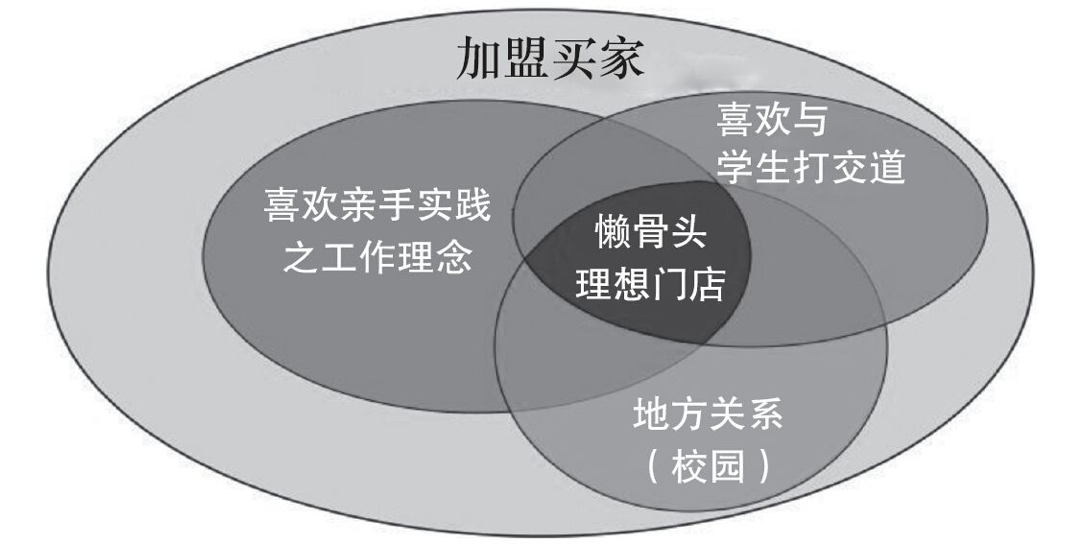 加盟买家
喜欢与
学生打交道
喜欢亲手实践
之工作理念
懒骨头
理想门店
地方关系
（校园）